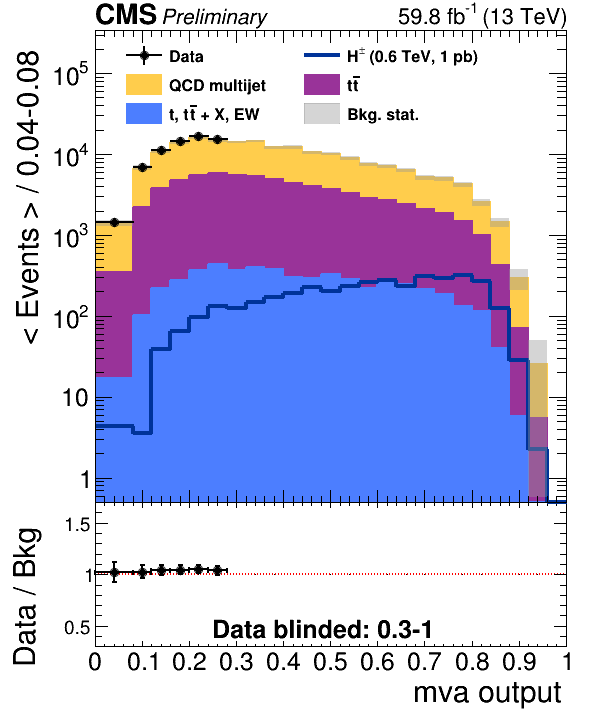 CMS Preliminary 59.8 fb⁻¹ (13 TeV)
Data H± (0.6 TeV, 1 pb)
QCD multijet tt̄
t, tt̄ + X, EW Bkg. stat.
< Events > / 0.04-0.08
10⁵
10⁴
10³
10²
10
1
Data / Bkg
1.5
1
0.5
Data blinded: 0.3-1
0 0.1 0.2 0.3 0.4 0.5 0.6 0.7 0.8 0.9 1
mva output